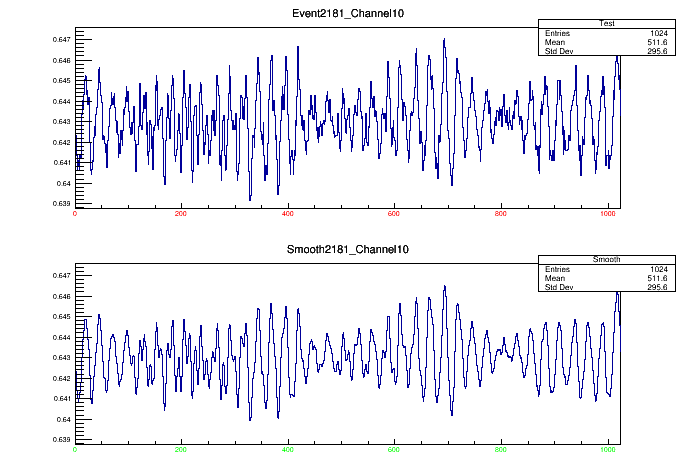 Event2181_Channel10
Test
Entries 1024
Mean 511.6
Std Dev 295.6
0.647
0.646
0.645
0.644
0.643
0.642
0.641
0.64
0.639
0 200 400 600 800 1000
Smooth2181_Channel10
Smooth
Entries 1024
Mean 511.6
Std Dev 295.6
0.647
0.646
0.645
0.644
0.643
0.642
0.641
0.64
0.639
0 200 400 600 800 1000